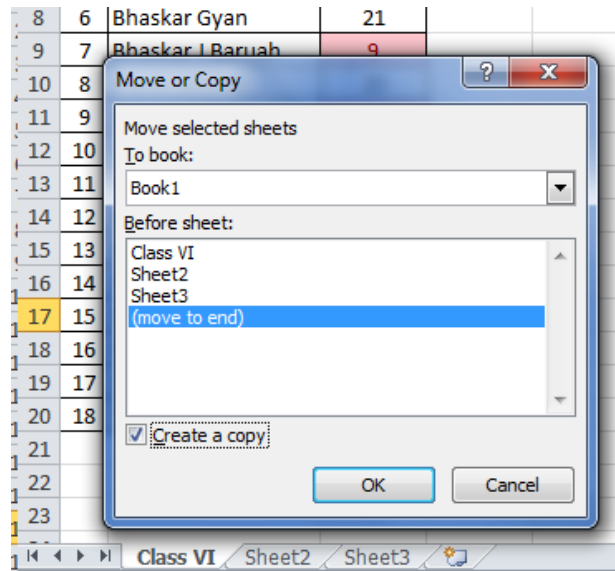 8 6 Bhaskar Gyan 21
9 7 Bhaskar J Baruah 9
Move or Copy
10 8
11 9
12 10
13 11
14 12
15 13
16 14
17 15
18 16
19 17
20 18
21
22
23
Move selected sheets
To book:
Book1
Before sheet:
Class VI
Sheet2
Sheet3
(move to end)
Create a copy
OK Cancel
Class VI Sheet2 Sheet3